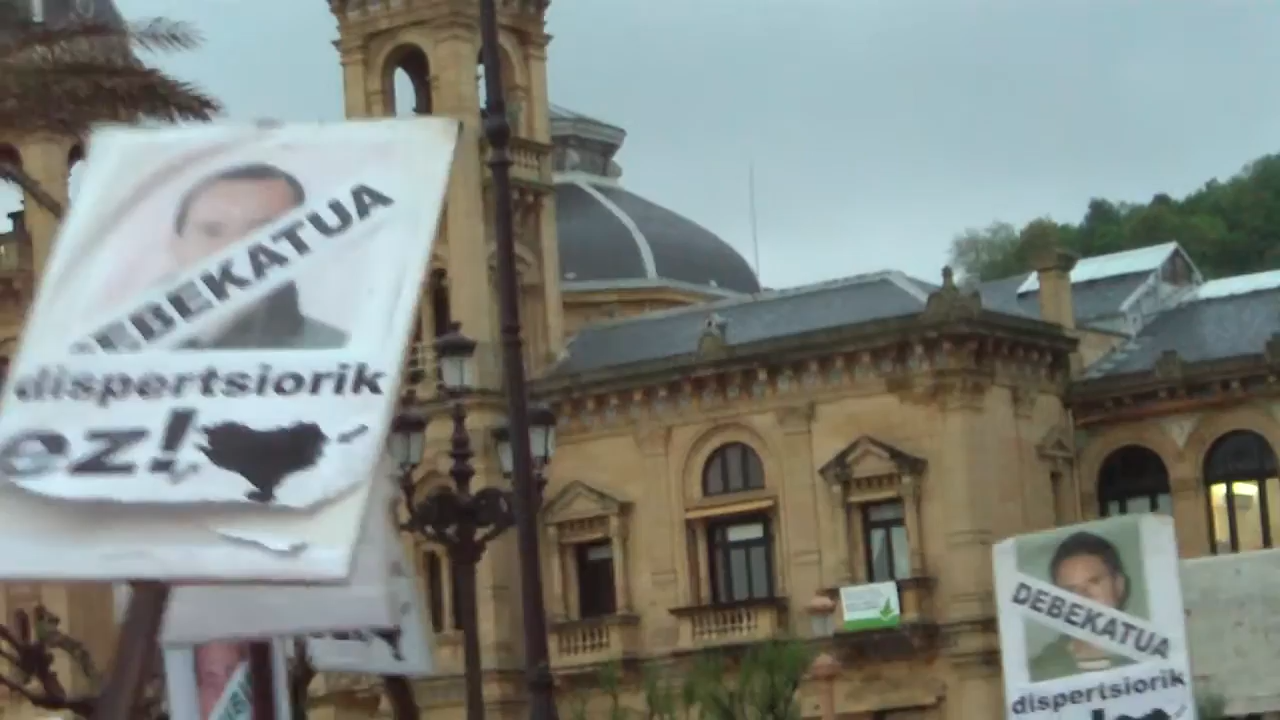 DEBEKATUA
dispertsiorik
ez!
DEBEKATUA
dispertsiorik